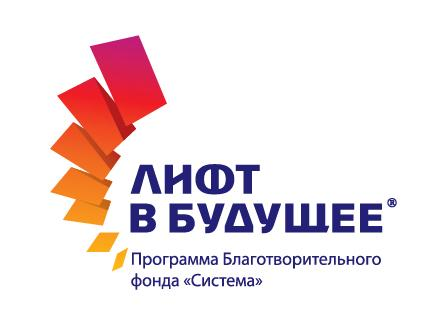 ЛИФТ
В БУДУЩЕЕ®
Программа Благотворительного
фонда «Система»